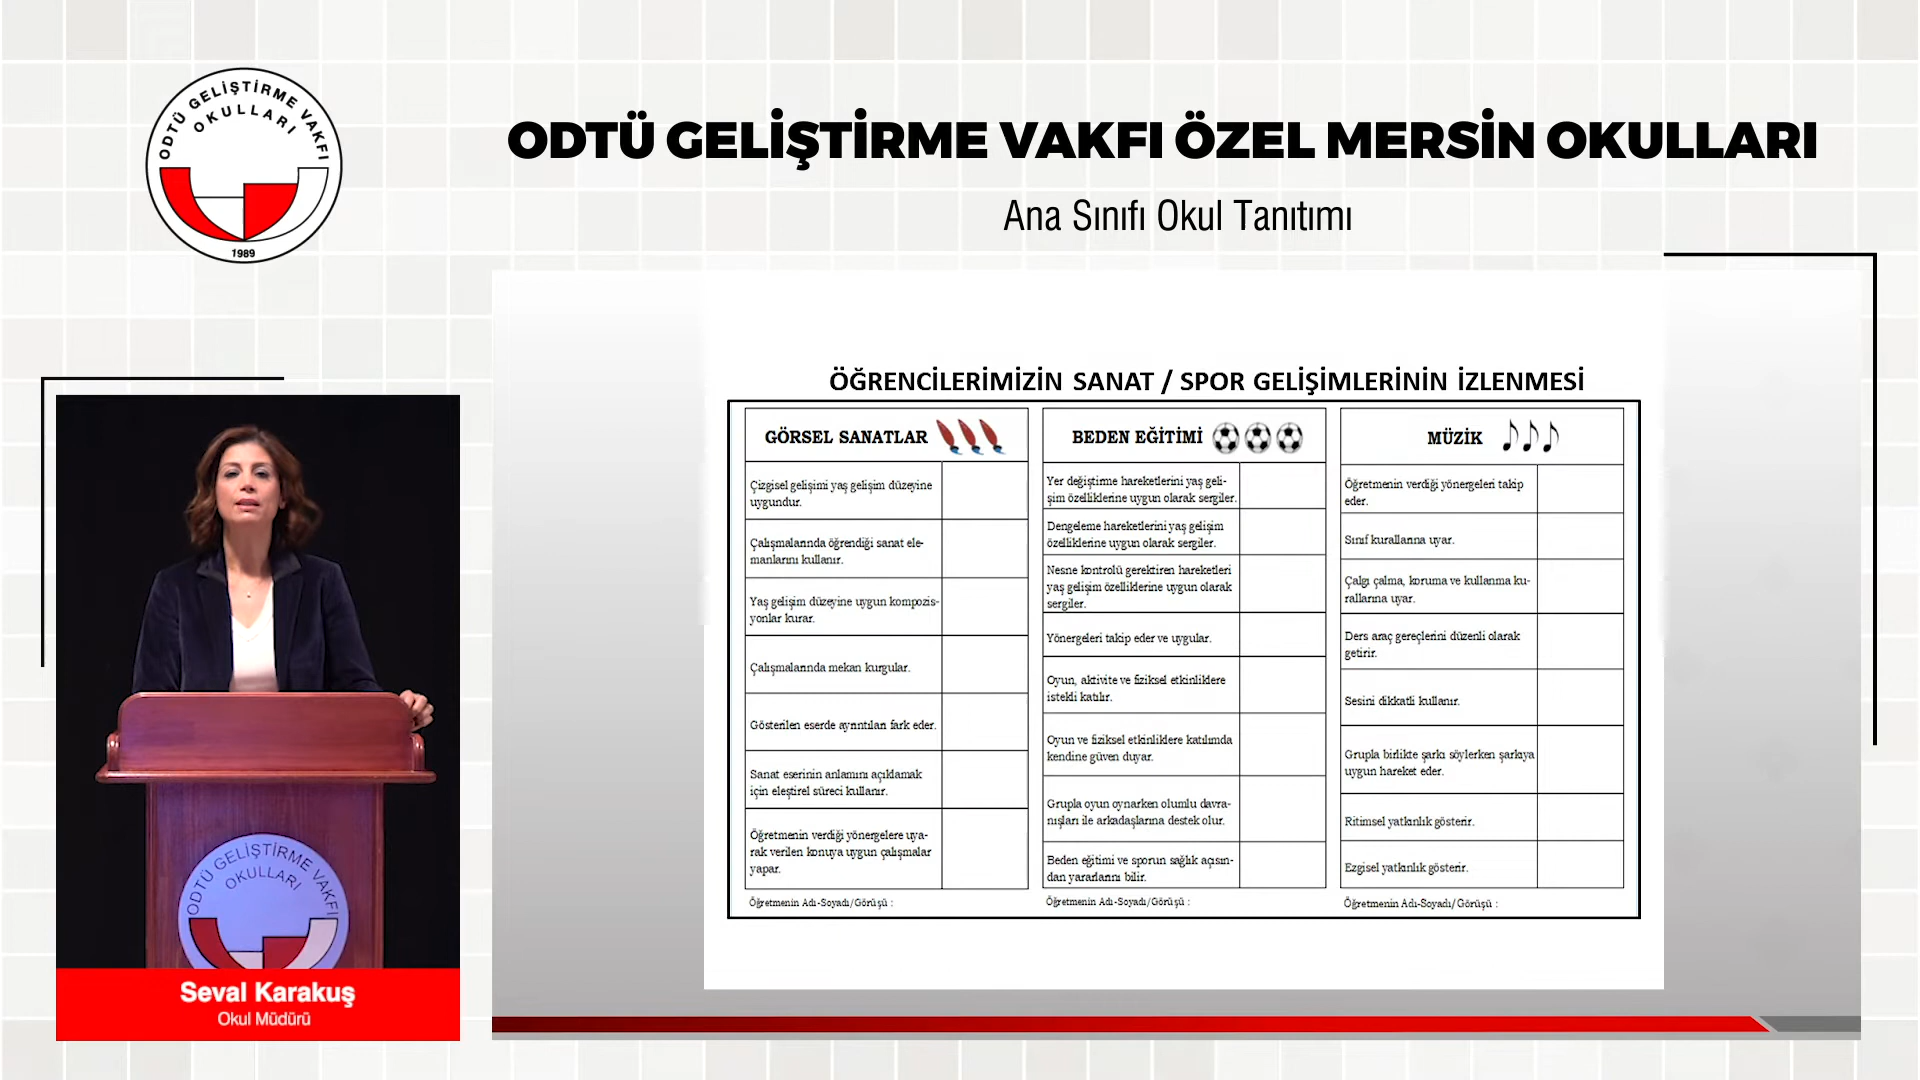 ODTÜ GELİŞTİRME VAKFI
OKULLARI
1989
ODTÜ GELİŞTİRME VAKFI ÖZEL MERSİN OKULLARI
Ana Sınıfı Okul Tanıtımı
ÖĞRENCİLERİMİZİN SANAT / SPOR GELİŞİMLERİNİN İZLENMESİ
GÖRSEL SANATLAR
Çizgisel gelişimi yaş gelişim düzeyine
uygundur.
Çalışmalarında öğrendiği sanat ele-
manlarını kullanır.
Yaş gelişim düzeyine uygun kompozis-
yonlar kurar.
Çalışmalarında mekan kurgular.
Gösterilen eserde ayrıntıları fark eder.
Sanat eserinin anlamını açıklamak
için eleştirel süreci kullanır.
Öğretmenin verdiği yönergelere uya-
rak verilen konuya uygun çalışmalar
yapar.
Öğretmenin Adı-Soyadı/Görüşü :
BEDEN EĞİTİMİ
Yer değiştirme hareketlerini yaş geli-
şim özelliklerine uygun olarak sergiler.
Dengeleme hareketlerini yaş gelişim
özelliklerine uygun olarak sergiler.
Nesne kontrolü gerektiren hareketleri
yaş gelişim özelliklerine uygun olarak
sergiler.
Yönergeleri takip eder ve uygular.
Oyun, aktivite ve fiziksel etkinliklere
istekli katılır.
Oyun ve fiziksel etkinliklere katılımda
kendine güven duyar.
Grupla oyun oynarken olumlu davra-
nışları ile arkadaşlarına destek olur.
Beden eğitimi ve sporun sağlık açısın-
dan yararlarını bilir.
Öğretmenin Adı-Soyadı/Görüşü :
MÜZİK
Öğretmenin verdiği yönergeleri takip
eder.
Sınıf kurallarına uyar.
Çalgı çalma, koruma ve kullanma ku-
rallarına uyar.
Ders araç gereçlerini düzenli olarak
getirir.
Sesini dikkatli kullanır.
Grupla birlikte şarkı söylerken şarkıya
uygun hareket eder.
Ritimsel yatkınlık gösterir.
Ezgisel yatkınlık gösterir.
Öğretmenin Adı-Soyadı/Görüşü :
ODTÜ GELİŞTİRME VAKFI
OKULLARI
Seval Karakuş
Okul Müdürü